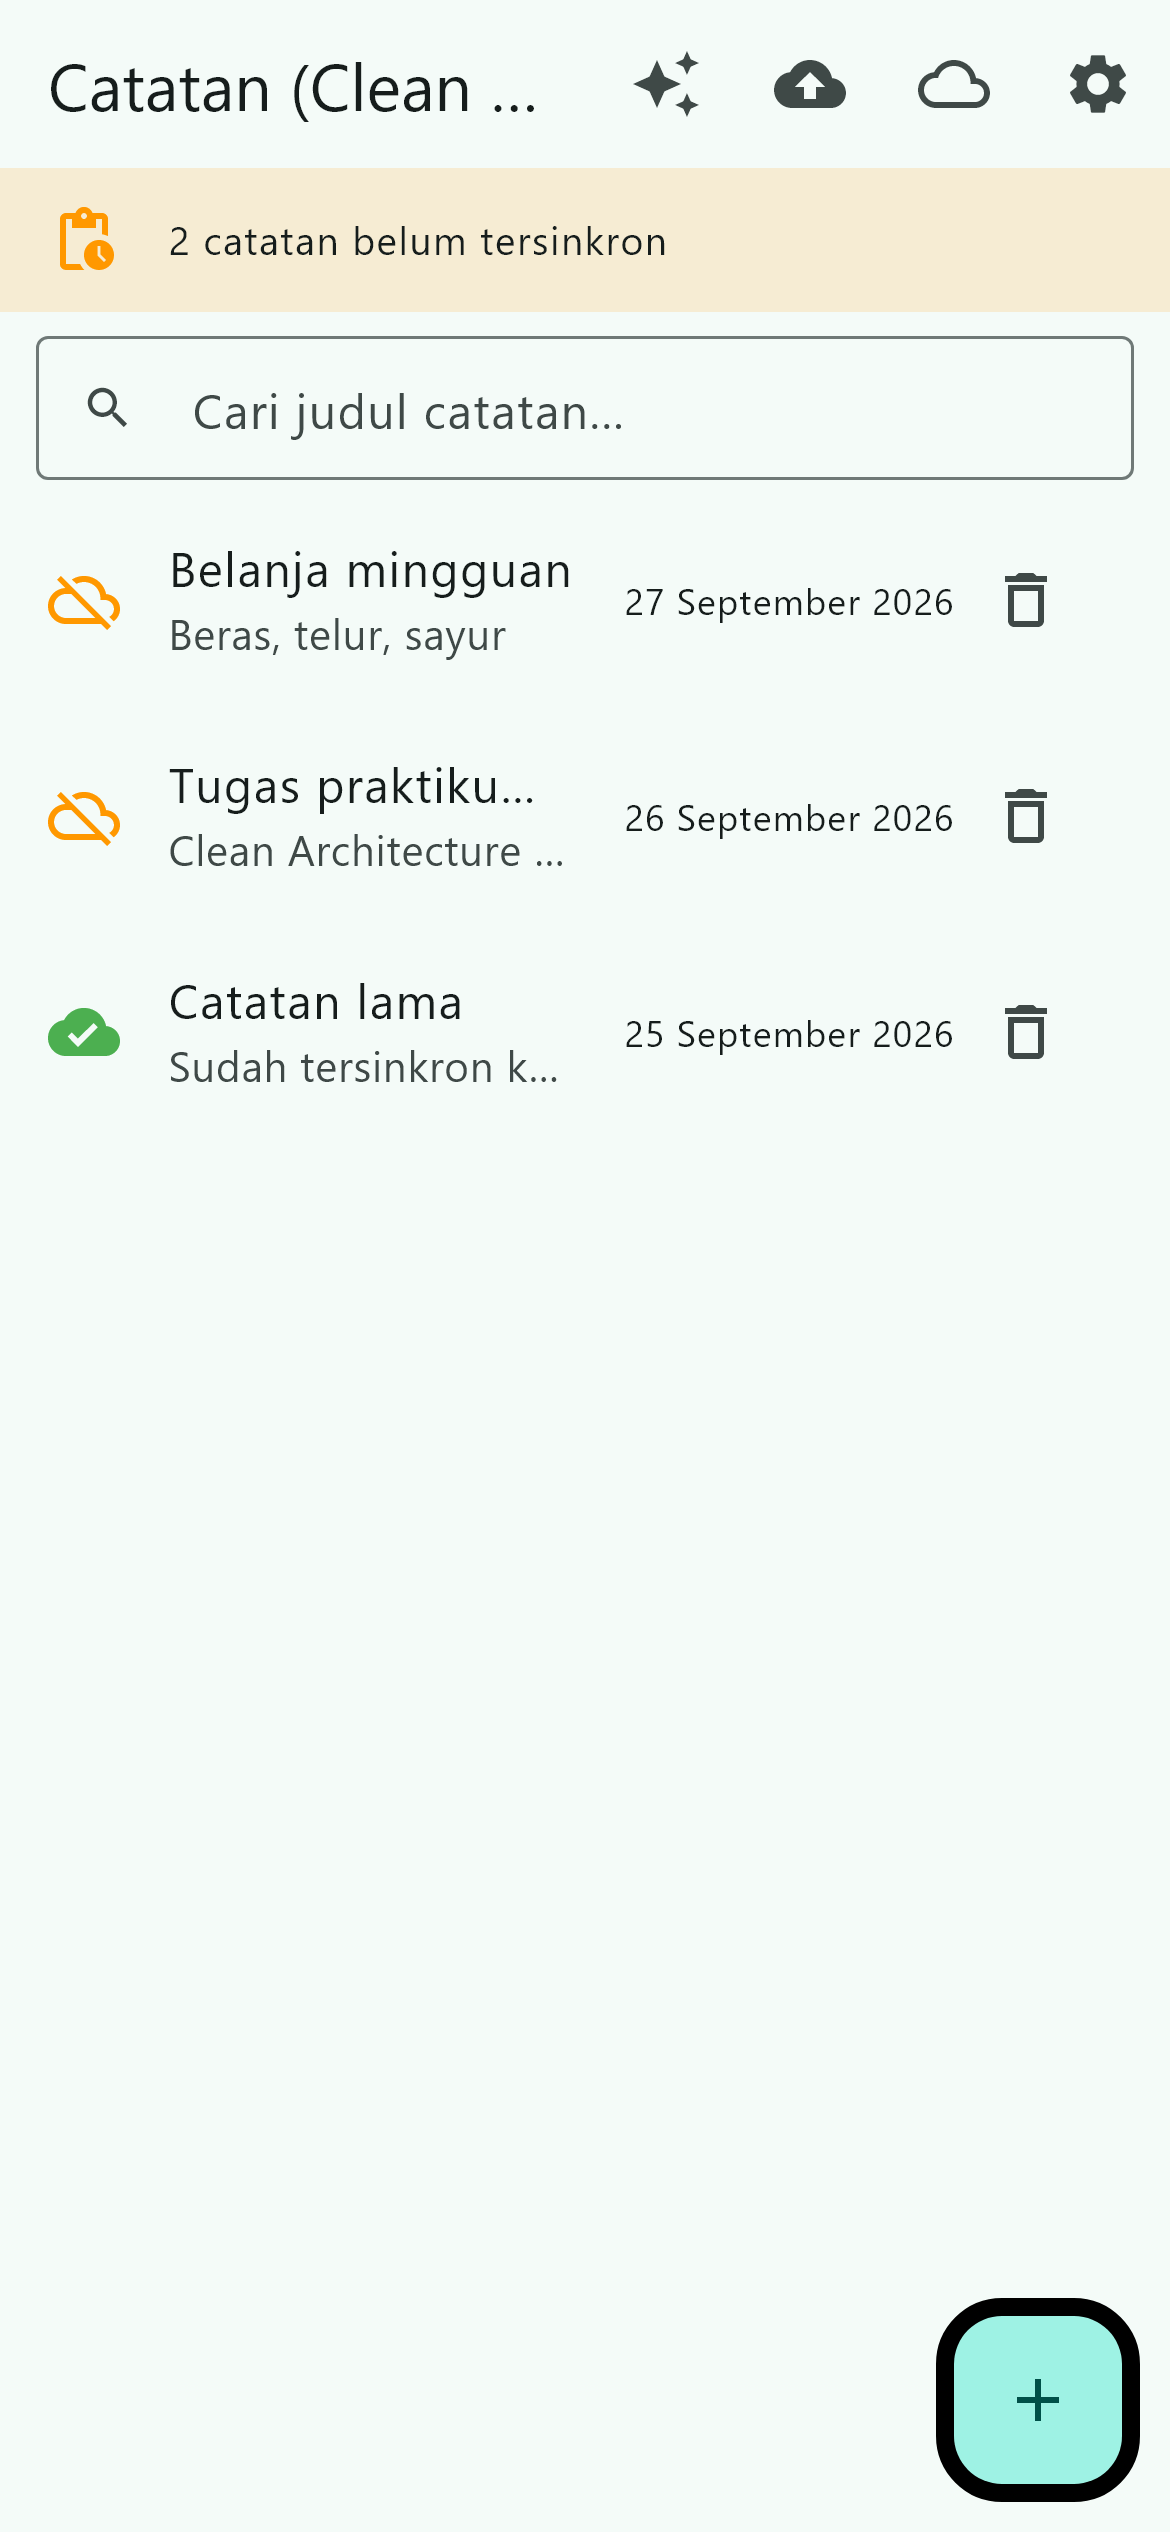 Catatan (Clean ...
2 catatan belum tersinkron
Cari judul catatan...
Belanja mingguan
Beras, telur, sayur
27 September 2026
Tugas praktiku...
Clean Architecture ...
26 September 2026
Catatan lama
Sudah tersinkron k...
25 September 2026